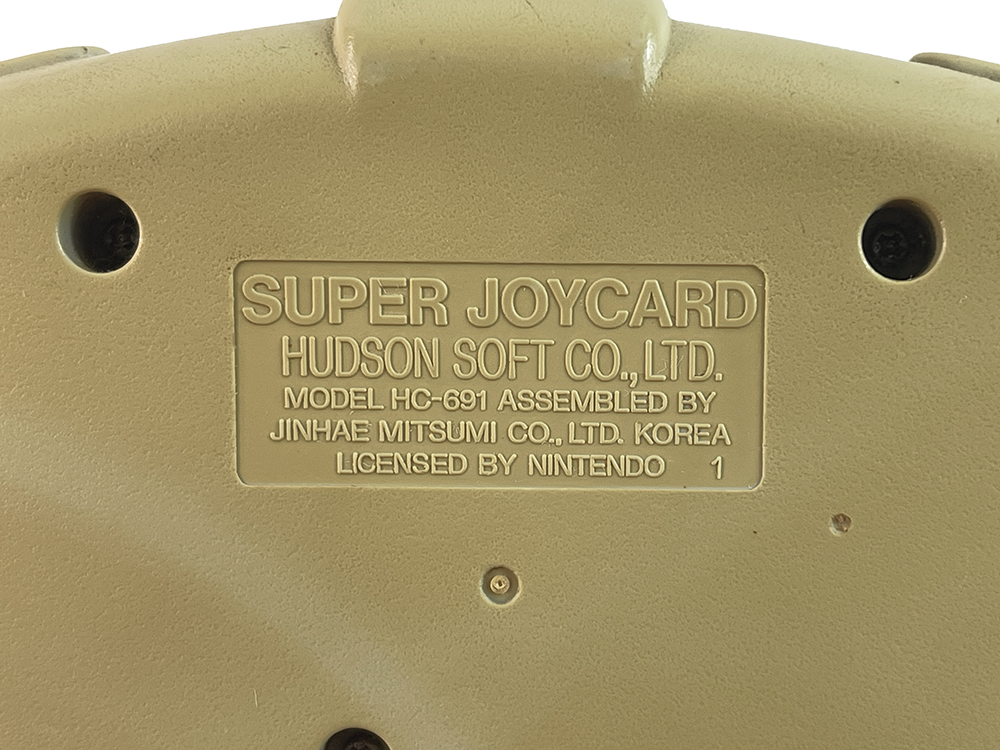 SUPER JOYCARD
HUDSON SOFT CO.,LTD.
MODEL HC-691 ASSEMBLED BY
JINHAE MITSUMI CO.,LTD. KOREA
LICENSED BY NINTENDO 1